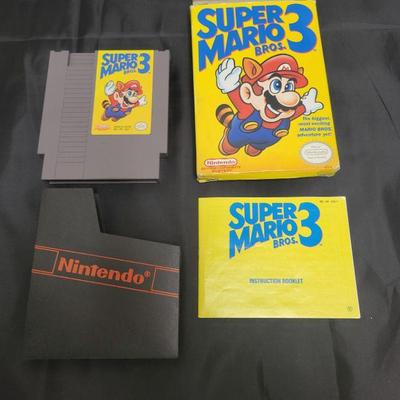 SUPER
MARIO 3
BROS.
Nintendo
SUPER
MARIO 3
BROS.
The biggest,
most exciting
MARIO BROS.
adventure yet!
Nintendo
Nintendo®
SUPER
MARIO 3
BROS.
INSTRUCTION BOOKLET